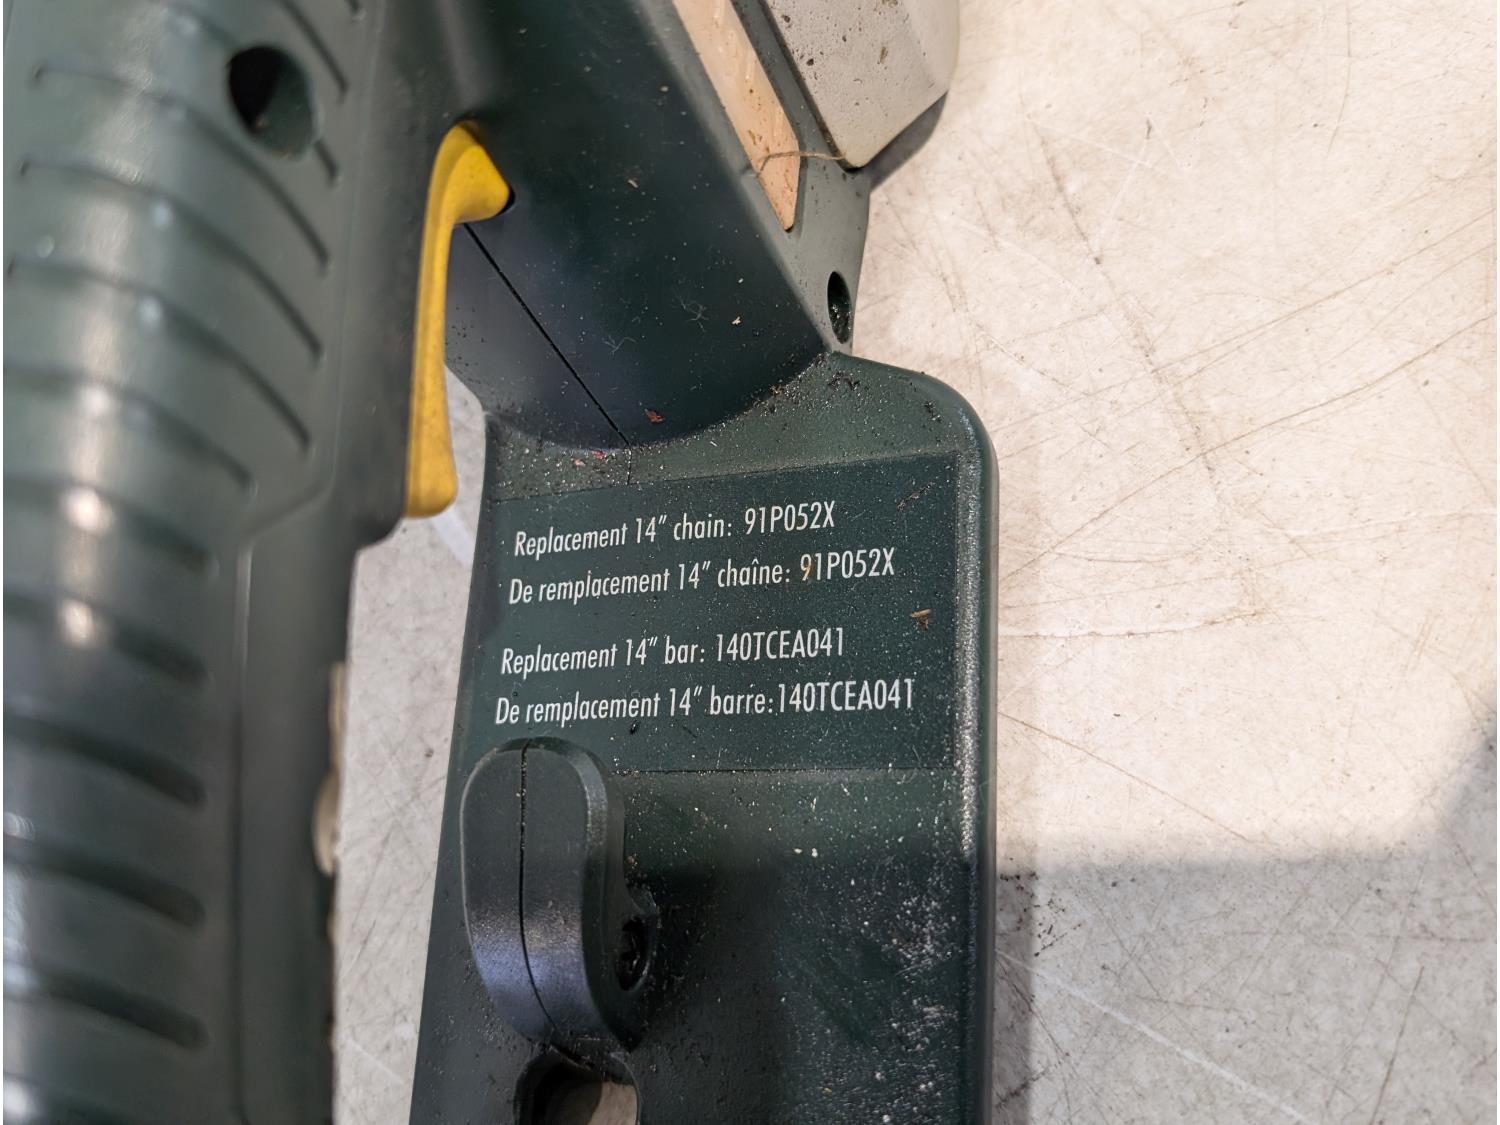 Replacement 14" chain: 91P052X
De remplacement 14" chaîne: 91P052X
Replacement 14" bar: 140TCEA041
De remplacement 14" barre: 140TCEA041